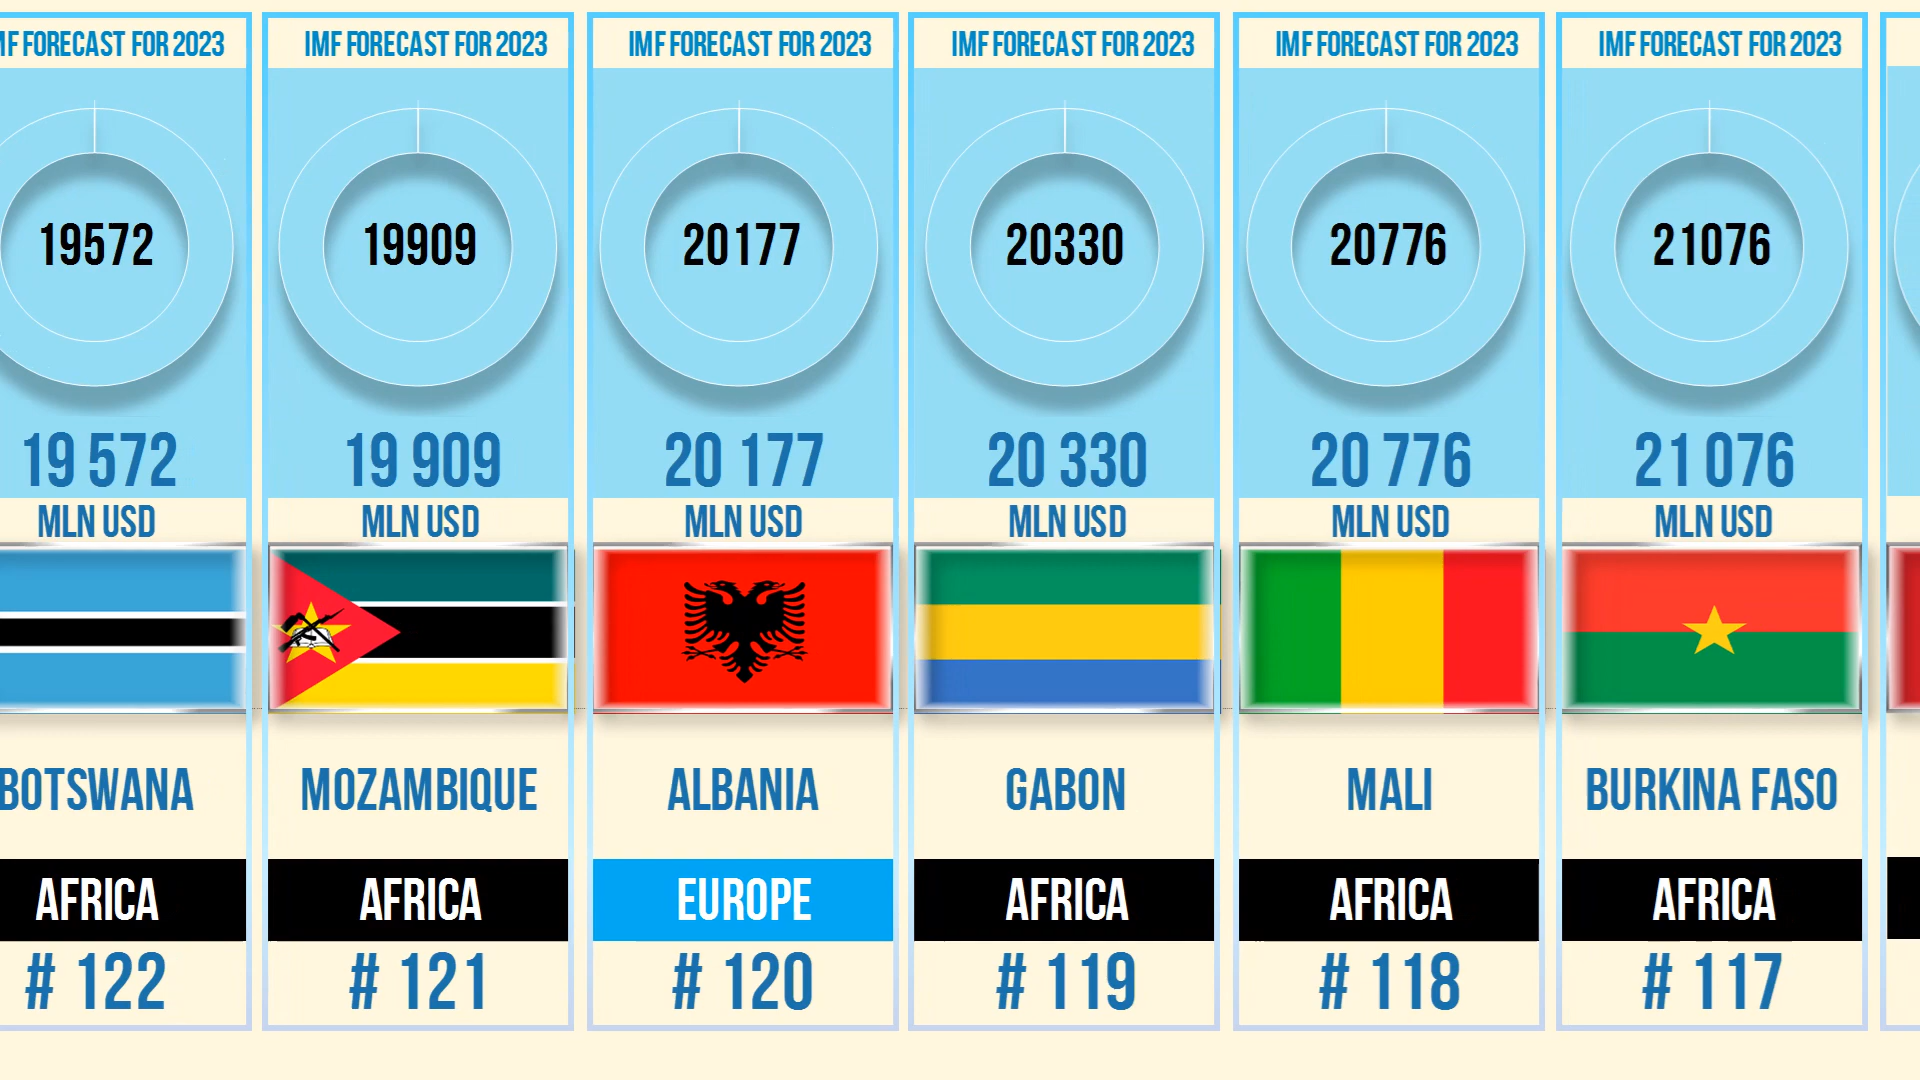 IMF FORECAST FOR 2023
19572
19 572
MLN USD
BOTSWANA
AFRICA
# 122
IMF FORECAST FOR 2023
19909
19 909
MLN USD
MOZAMBIQUE
AFRICA
# 121
IMF FORECAST FOR 2023
20177
20 177
MLN USD
ALBANIA
EUROPE
# 120
IMF FORECAST FOR 2023
20330
20 330
MLN USD
GABON
AFRICA
# 119
IMF FORECAST FOR 2023
20776
20 776
MLN USD
MALI
AFRICA
# 118
IMF FORECAST FOR 2023
21076
21 076
MLN USD
BURKINA FASO
AFRICA
# 117